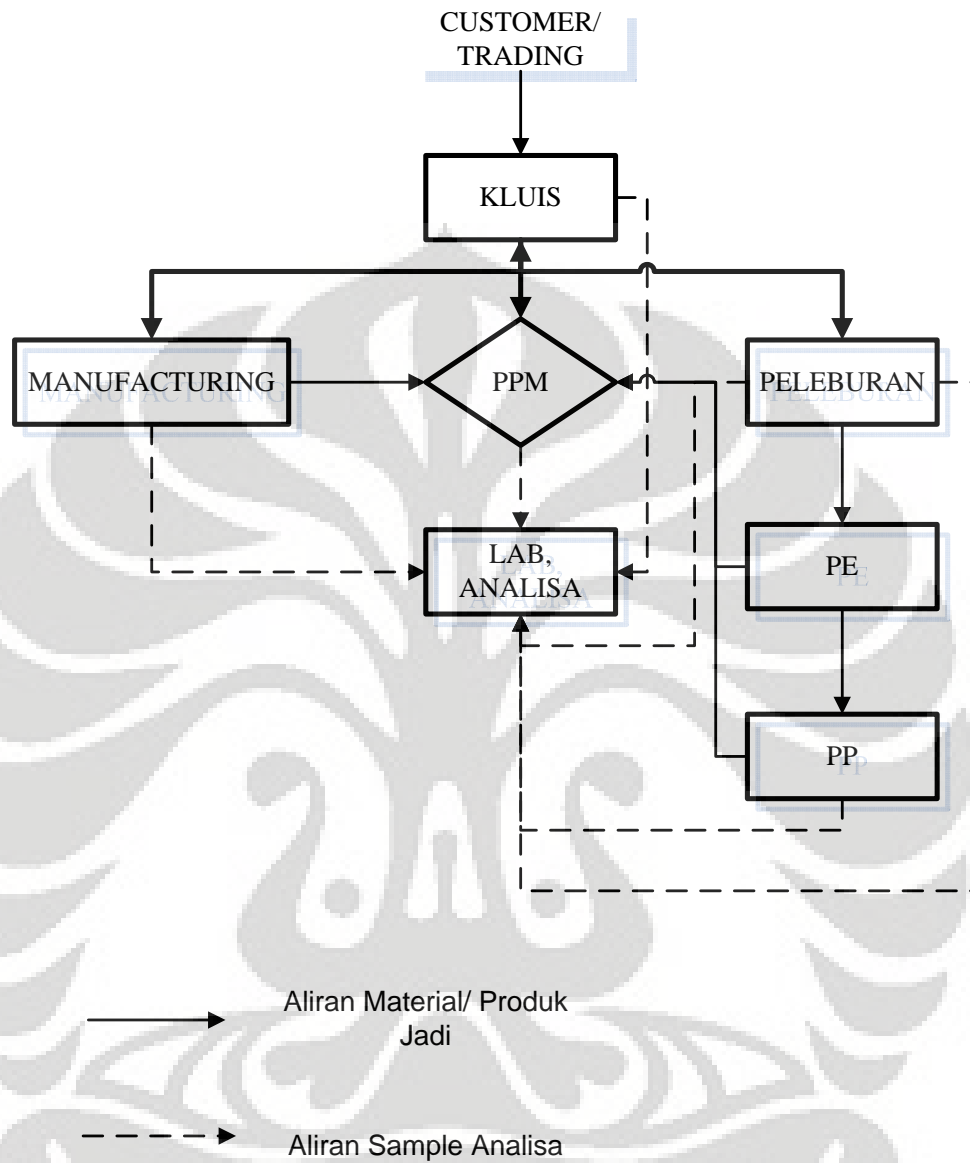 CUSTOMER/
TRADING
KLUIS
MANUFACTURING
PPM
PELEBURAN
LAB,
ANALISA
PE
PP
Aliran Material/ Produk
Jadi
Aliran Sample Analisa